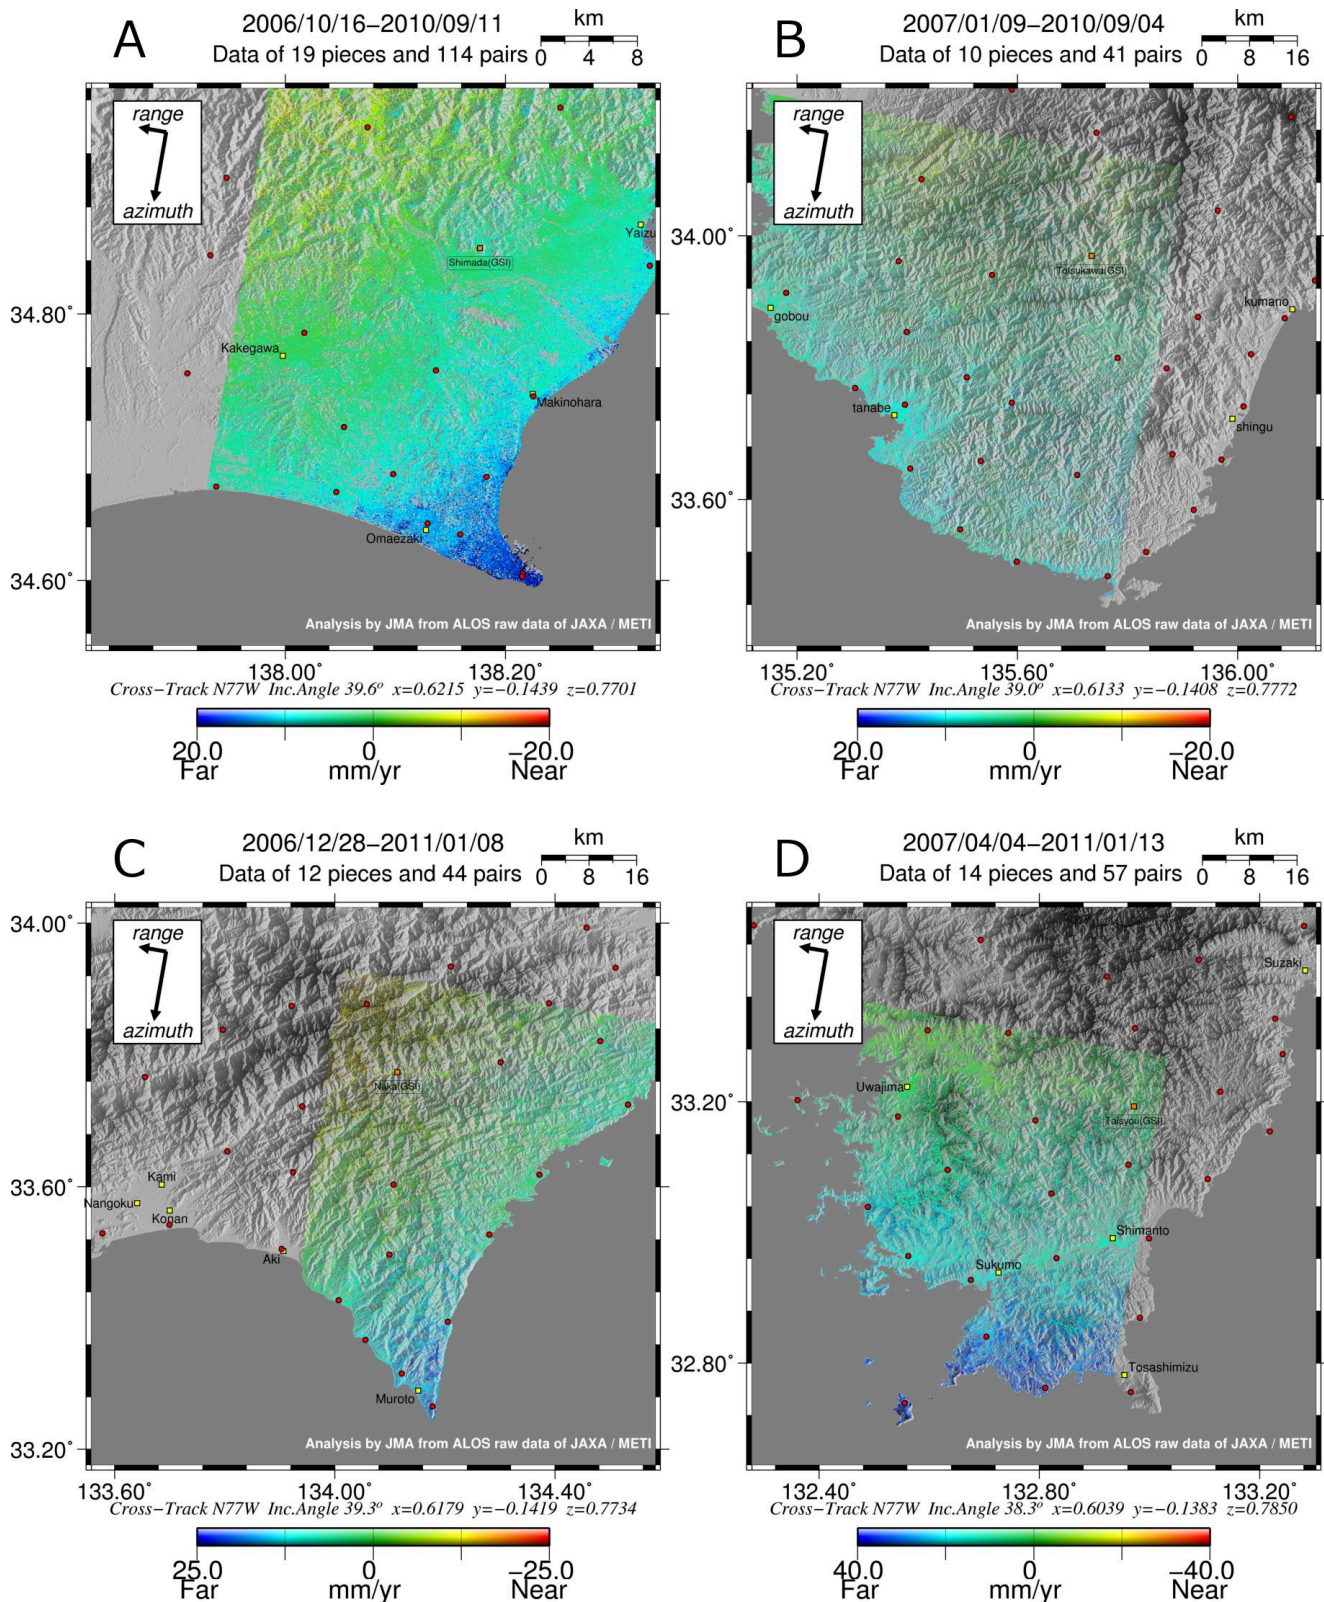 A
2006/10/16−2010/09/11
Data of 19 pieces and 114 pairs
km
0 4 8
range
azimuth
Yaizu
Shimada(GSI)
34.80°
Kakegawa
Makinohara
Omaezaki
34.60°
Analysis by JMA from ALOS raw data of JAXA / METI
138.00° 138.20°
Cross−Track N77W Inc.Angle 39.6° x=0.6215 y=−0.1439 z=0.7701
20.0 0 −20.0
Far mm/yr Near
B
2007/01/09−2010/09/04
Data of 10 pieces and 41 pairs
km
0 8 16
range
azimuth
34.00°
Totsukawa(GSI)
kumano
gobou
tanabe
shingu
33.60°
Analysis by JMA from ALOS raw data of JAXA / METI
135.20° 135.60° 136.00°
Cross−Track N77W Inc.Angle 39.0° x=0.6133 y=−0.1408 z=0.7772
20.0 0 −20.0
Far mm/yr Near
C
2006/12/28−2011/01/08
Data of 12 pieces and 44 pairs
km
0 8 16
34.00°
range
azimuth
Naka(GSI)
33.60°
Kami
Nangoku
Konan
Aki
Muroto
33.20°
Analysis by JMA from ALOS raw data of JAXA / METI
133.60° 134.00° 134.40°
Cross−Track N77W Inc.Angle 39.3° x=0.6179 y=−0.1419 z=0.7734
25.0 0 −25.0
Far mm/yr Near
D
2007/04/04−2011/01/13
Data of 14 pieces and 57 pairs
km
0 8 16
range
azimuth
Suzaki
Uwajima
33.20°
Taisyou(GSI)
Shimanto
Sukumo
32.80°
Tosashimizu
Analysis by JMA from ALOS raw data of JAXA / METI
132.40° 132.80° 133.20°
Cross−Track N77W Inc.Angle 38.3° x=0.6039 y=−0.1383 z=0.7850
40.0 0 −40.0
Far mm/yr Near